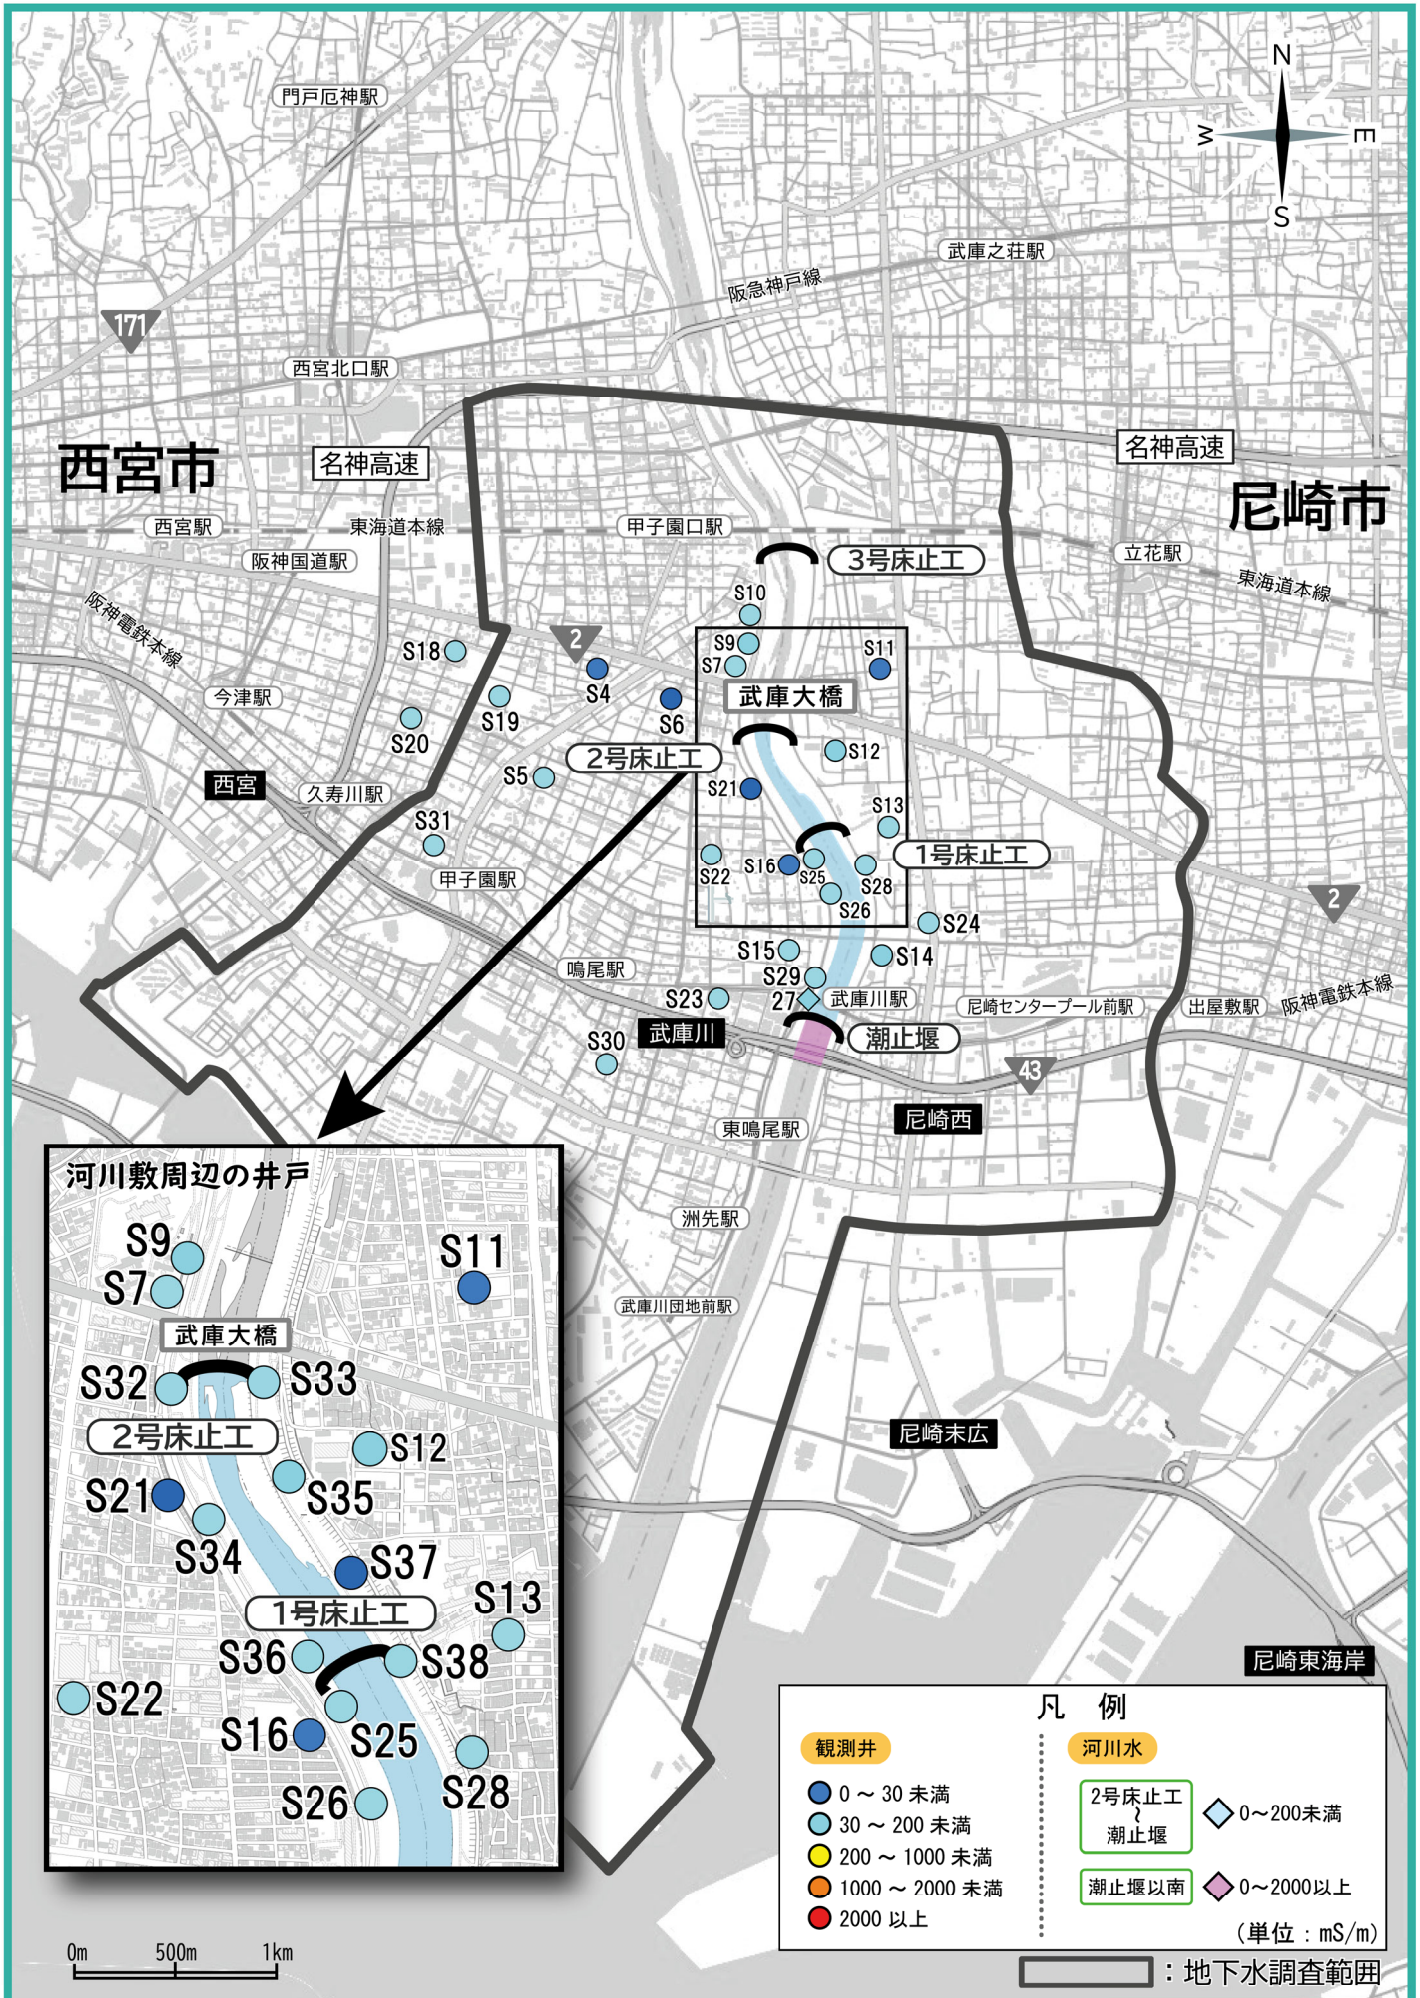 N
W
E
S
門戸厄神駅
武庫之荘駅
阪急神戸線
171
西宮北口駅
西宮市
名神高速
名神高速
尼崎市
西宮駅
東海道本線
甲子園口駅
阪神国道駅
立花駅
3号床止工
東海道本線
阪神電鉄本線
S10
2
S18
S9
S11
S7
S4
今津駅
S19
S6
武庫大橋
S20
2号床止工
S12
西宮
久寿川駅
S5
S21
S13
S31
1号床止工
甲子園駅
S22
S16
S25
S28
2
S26
S24
S15
S14
鳴尾駅
S29
S23
27
武庫川駅
尼崎センタープール前駅
出屋敷駅
阪神電鉄本線
武庫川
潮止堰
S30
43
尼崎西
東鳴尾駅
洲先駅
武庫川団地前駅
尼崎末広
尼崎東海岸
河川敷周辺の井戸
S9
S11
S7
武庫大橋
S32
S33
2号床止工
S12
S21
S35
S34
S37
1号床止工
S13
S36
S38
S22
S16
S25
S28
S26
凡 例
観測井
0 ～ 30 未満
30 ～ 200 未満
200 ～ 1000 未満
1000 ～ 2000 未満
2000 以上
河川水
2号床止工
～
潮止堰
0～200未満
潮止堰以南
0～2000以上
（単位：mS/m）
：地下水調査範囲
0m
500m
1km